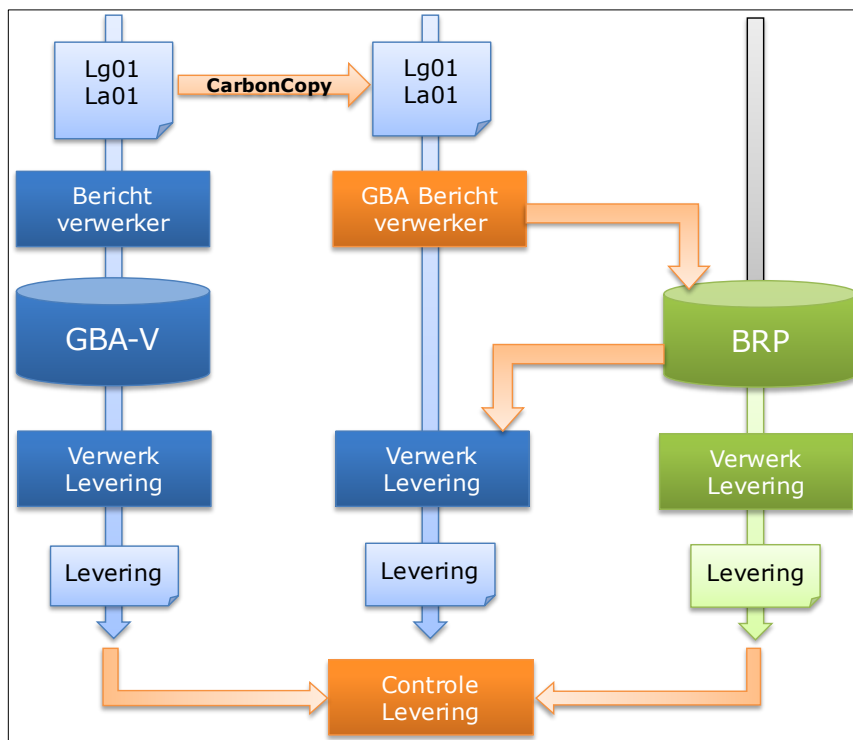 Lg01
La01
CarbonCopy
Lg01
La01
Bericht
verwerker
GBA Bericht
verwerker
GBA-V
BRP
Verwerk
Levering
Verwerk
Levering
Verwerk
Levering
Levering
Levering
Levering
Controle
Levering